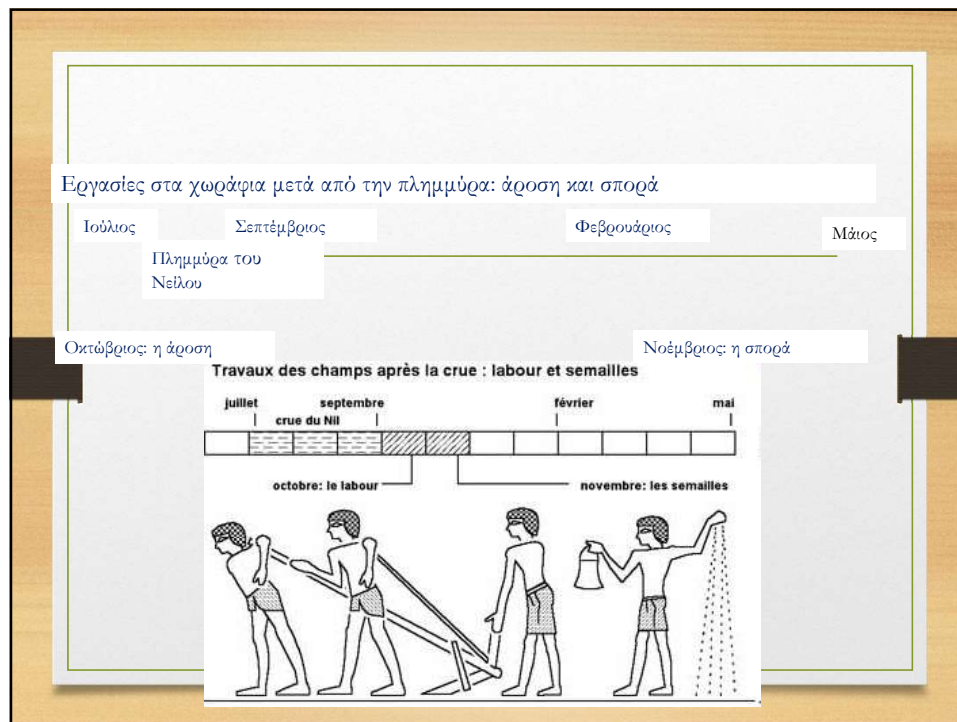 Εργασίες στα χωράφια μετά από την πλημμύρα: άροση και σπορά
Ιούλιος Σεπτέμβριος Φεβρουάριος Μάιος
Πλημμύρα του
Νείλου
Οκτώβριος: η άροση Νοέμβριος: η σπορά
Travaux des champs après la crue : labour et semailles
juillet septembre février mai
crue du Nil
octobre: le labour novembre: les semailles